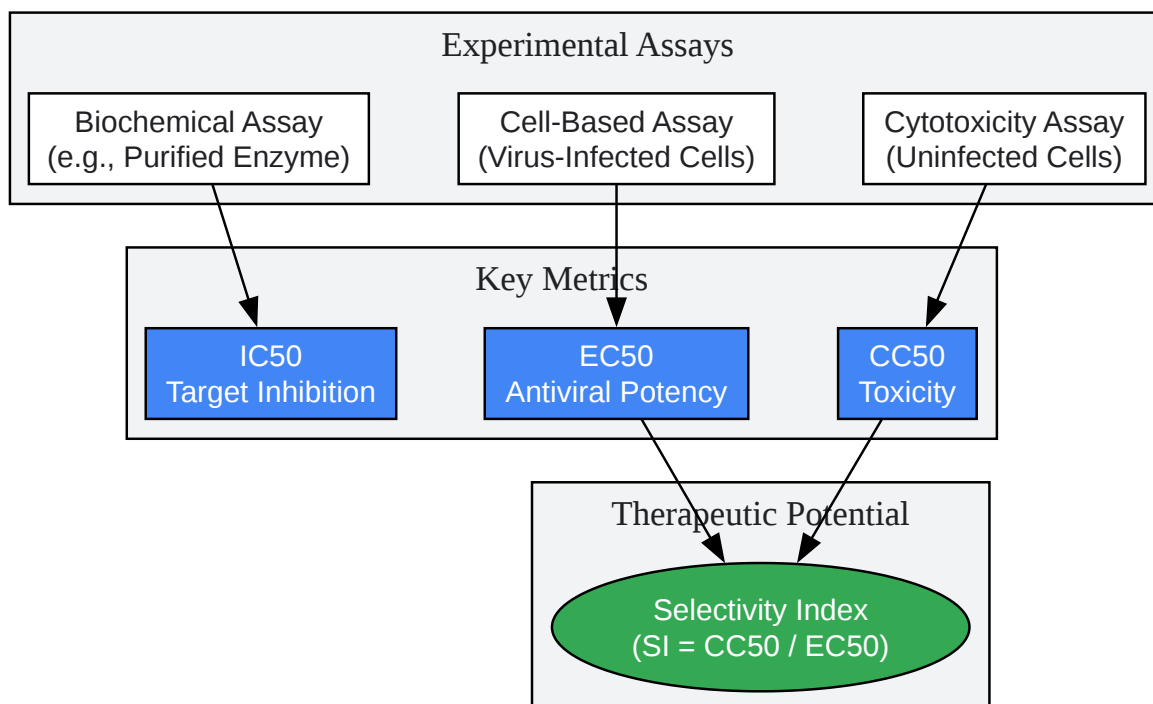 Experimental Assays
Biochemical Assay
(e.g., Purified Enzyme)
Cell-Based Assay
(Virus-Infected Cells)
Cytotoxicity Assay
(Uninfected Cells)
Key Metrics
IC50
Target Inhibition
EC50
Antiviral Potency
CC50
Toxicity
Therapeutic Potential
Selectivity Index
(SI = CC50 / EC50)